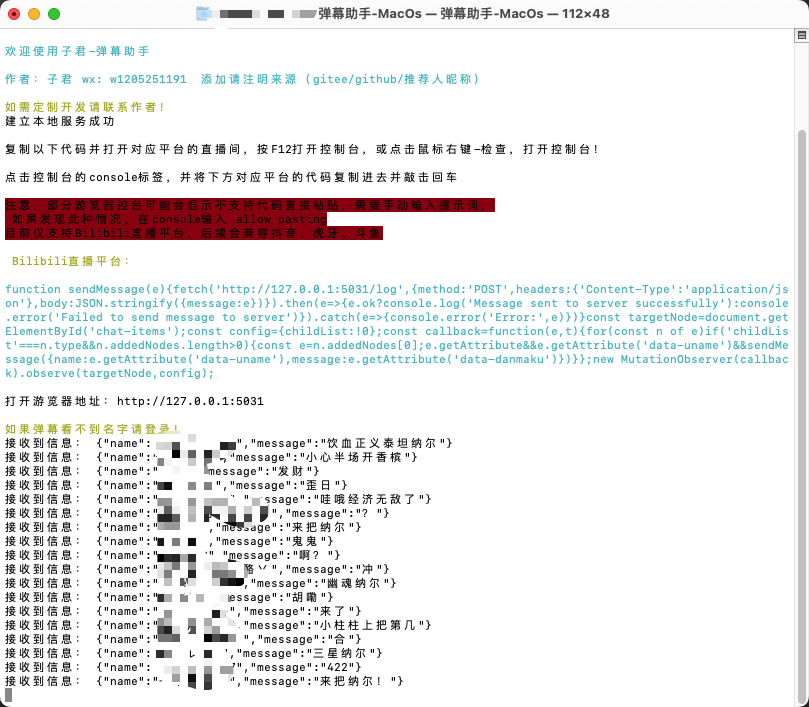 弹幕助手-MacOs — 弹幕助手-MacOs — 112×48
欢迎使用子君-弹幕助手
作者: 子君 wx: w1205251191  添加请注明来源 (gitee/github/推荐人昵称)
如需定制开发请联系作者!
建立本地服务成功
复制以下代码并打开对应平台的直播间, 按F12打开控制台, 或点击鼠标右键-检查, 打开控制台!
点击控制台的console标签, 并将下方对应平台的代码复制进去并敲击回车
注意, 部分游览器控台可能会显示不支持代码直接粘贴, 需要手动输入提示词,
如果发现此种情况, 在console输入 allow pasting
目前仅支持Bilibili直播平台, 后续会兼容抖音、虎牙、斗鱼
Bilibili直播平台:
function sendMessage(e){fetch('http://127.0.0.1:5031/log',{method:'POST',headers:{'Content-Type':'application/js
on'},body:JSON.stringify({message:e})}).then(e=>{e.ok?console.log('Message sent to server successfully'):console
.error('Failed to send message to server')}).catch(e=>{console.error('Error:',e)})}const targetNode=document.get
ElementById('chat-items');const config={childList:!0};const callback=function(e,t){for(const n of e)if('childLis
t'===n.type&&n.addedNodes.length>0){const e=n.addedNodes[0];e.getAttribute&&e.getAttribute('data-uname')&&sendMe
ssage({name:e.getAttribute('data-uname'),message:e.getAttribute('data-danmaku')})}};new MutationObserver(callbac
k).observe(targetNode,config);
打开游览器地址: http://127.0.0.1:5031
如果弹幕看不到名字请登录!
接收到信息: {"name": ","message":"饮血正义泰坦纳尔"}
接收到信息: {"name":" "message":"小心半场开香槟"}
接收到信息: {"name":" message":"发财"}
接收到信息: {"name":" ","message":"歪日"}
接收到信息: {"name":" ","message":"哇哦经济无敌了"}
接收到信息: {"name":" ","message":"? "}
接收到信息: {"name":" ,"message":"来把纳尔"}
接收到信息: {"name":" ,"message":"鬼鬼"}
接收到信息: {"name":" "message":"啊? "}
接收到信息: {"name":" ","message":"冲"}
接收到信息: {"name":" ","message":"幽魂纳尔"}
接收到信息: {"name":" essage":"胡嘞"}
接收到信息: {"name": ","message":"来了"}
接收到信息: {"name":" ","message":"小柱柱上把第几"}
接收到信息: {"name":" ","message":"合"}
接收到信息: {"name": ","message":"三星纳尔"}
接收到信息: {"name": ","message":"422"}
接收到信息: {"name":" ","message":"来把纳尔! "}